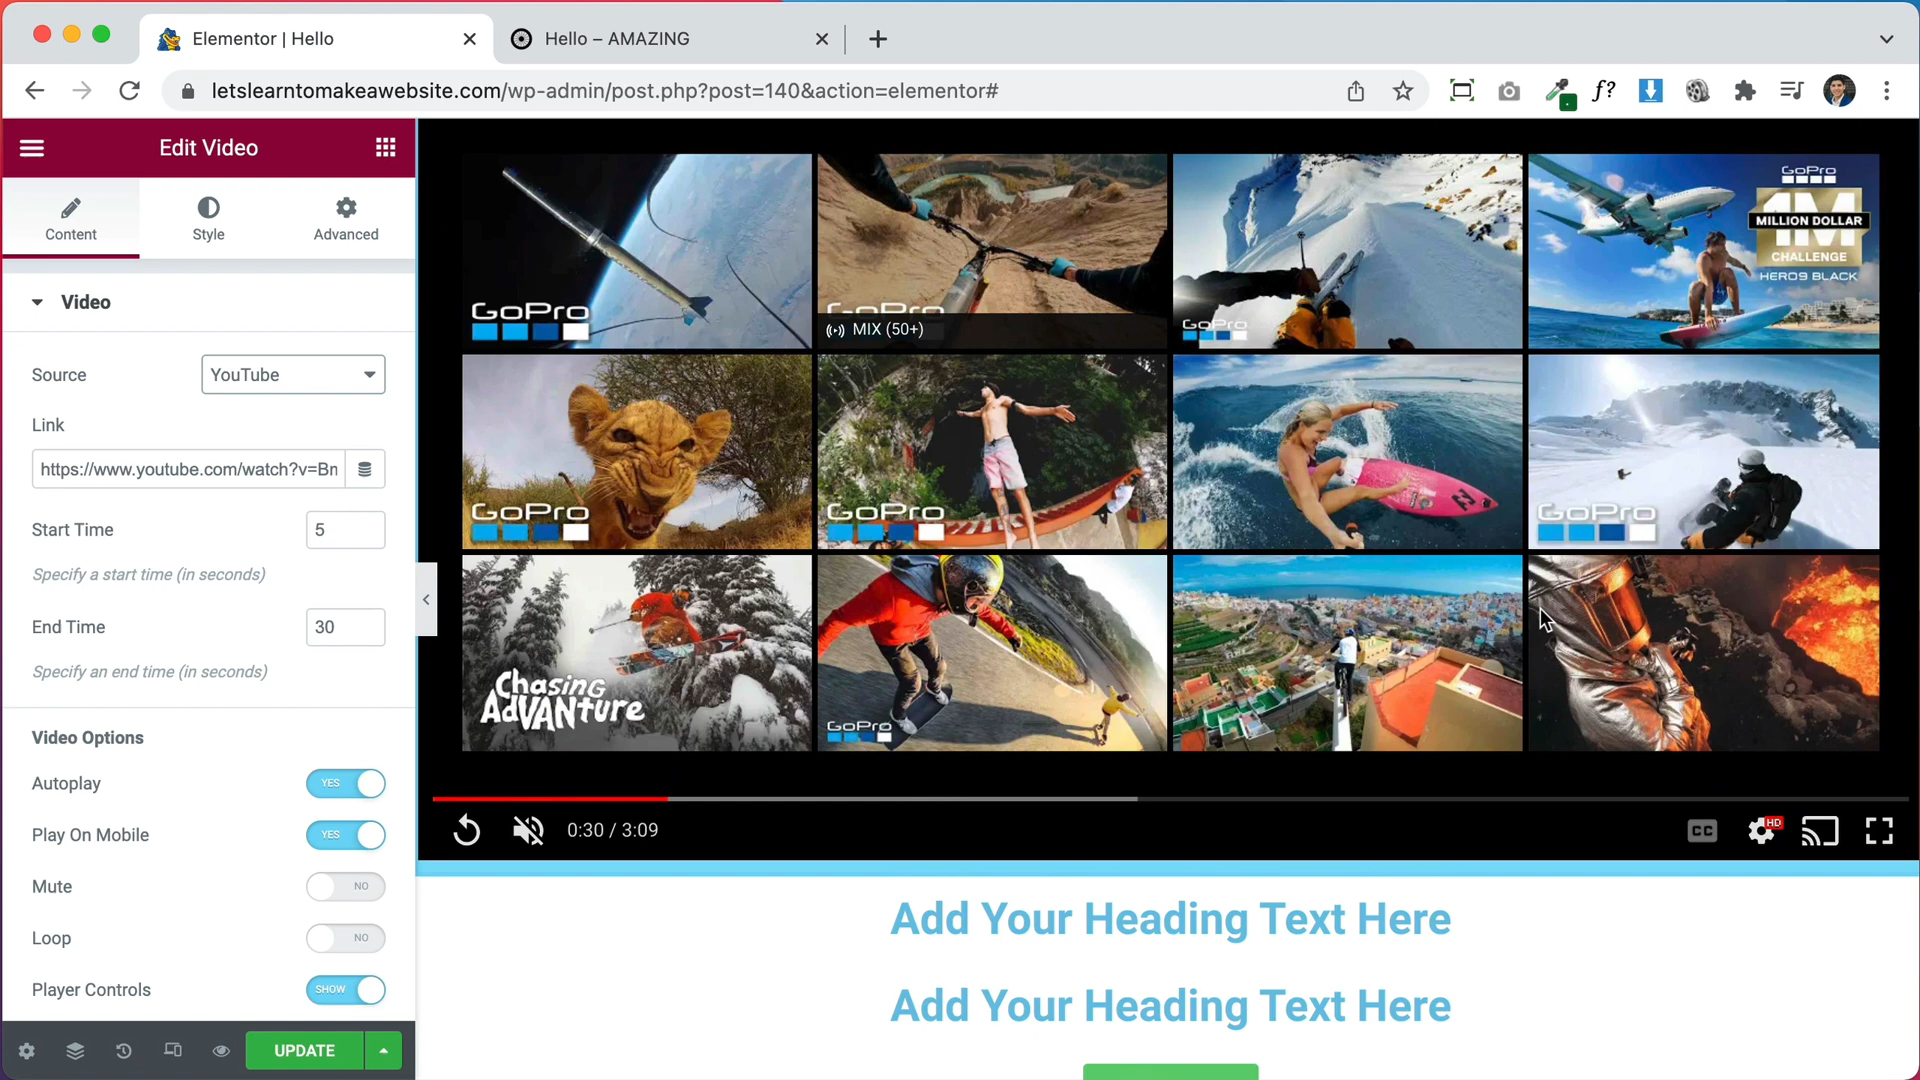 Elementor | Hello
Hello – AMAZING
letslearntomakeawebsite.com/wp-admin/post.php?post=140&action=elementor#
f?
Edit Video
Content
Style
Advanced
Video
Source
YouTube
Link
https://www.youtube.com/watch?v=Bn
Start Time
5
Specify a start time (in seconds)
End Time
30
Specify an end time (in seconds)
Video Options
Autoplay
YES
Play On Mobile
YES
Mute
NO
Loop
NO
Player Controls
SHOW
UPDATE
GoPro
GoPro
MIX (50+)
GoPro
GoPro
1M
MILLION DOLLAR
CHALLENGE
HERO9 BLACK
GoPro
GoPro
GoPro
Chasing
AdVANture
GoPro
0:30 / 3:09
CC
HD
Add Your Heading Text Here
Add Your Heading Text Here